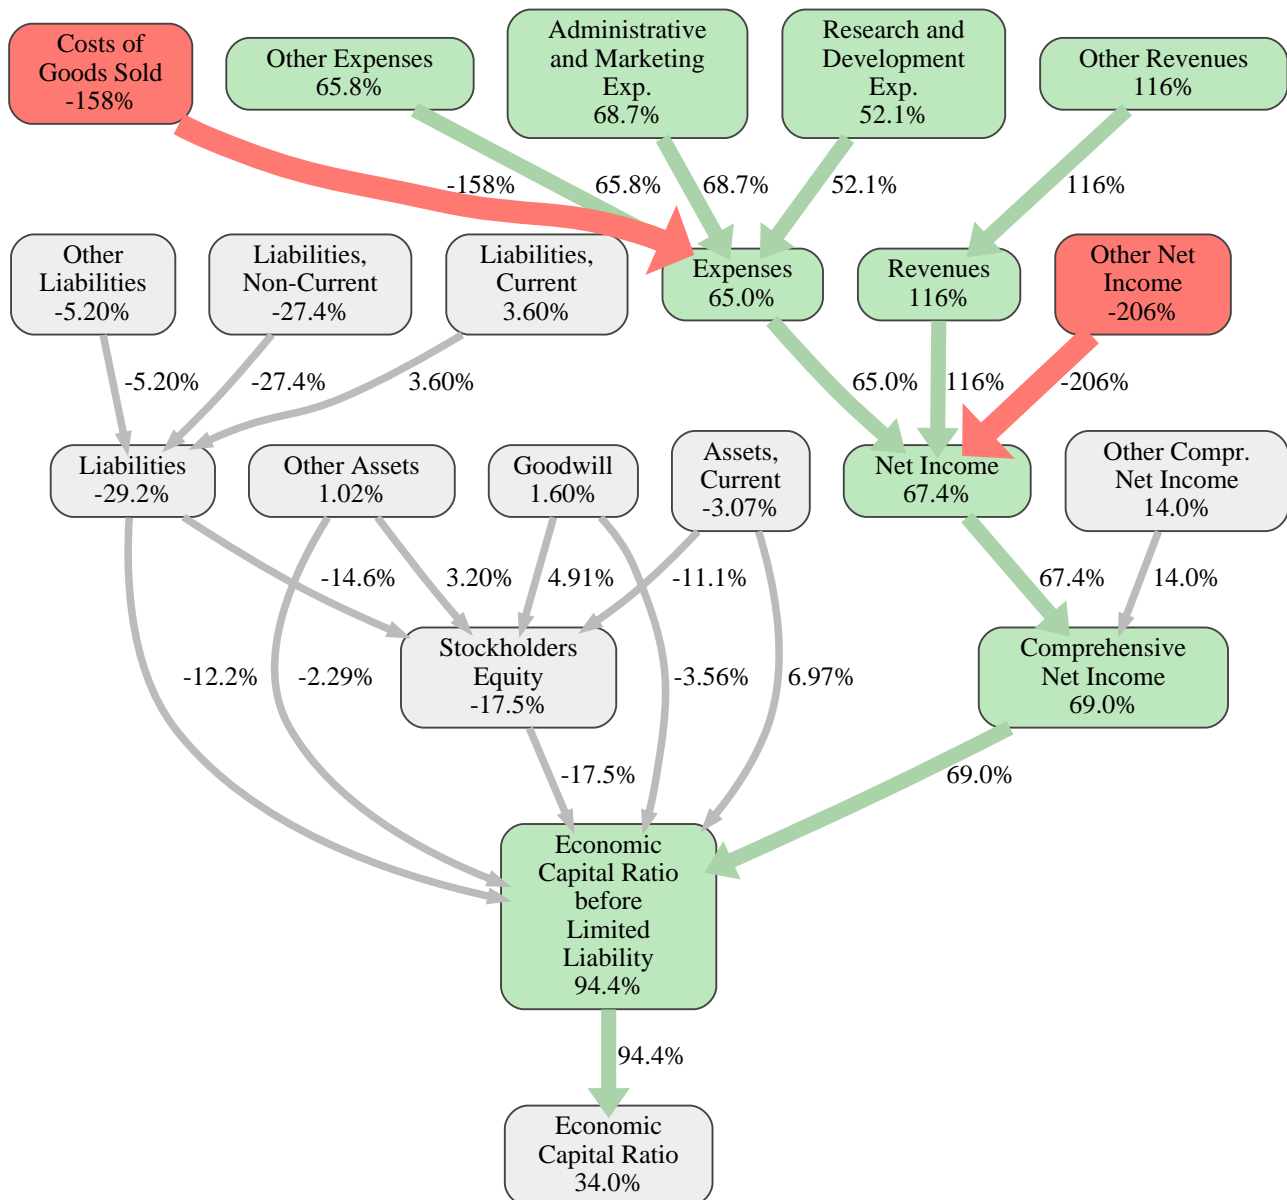 Costs of
Goods Sold
-158%
Other Expenses
65.8%
Administrative
and Marketing
Exp.
68.7%
Research and
Development
Exp.
52.1%
Other Revenues
116%
-158%
65.8%
68.7%
52.1%
116%
Other
Liabilities
-5.20%
Liabilities,
Non-Current
-27.4%
Liabilities,
Current
3.60%
Expenses
65.0%
Revenues
116%
Other Net
Income
-206%
-5.20%
-27.4%
3.60%
65.0%
116%
-206%
Liabilities
-29.2%
Other Assets
1.02%
Goodwill
1.60%
Assets,
Current
-3.07%
Net Income
67.4%
Other Compr.
Net Income
14.0%
-14.6%
3.20%
4.91%
-11.1%
67.4%
14.0%
Stockholders
Equity
-17.5%
Comprehensive
Net Income
69.0%
-12.2%
-2.29%
-3.56%
6.97%
-17.5%
69.0%
Economic
Capital Ratio
before
Limited
Liability
94.4%
94.4%
Economic
Capital Ratio
34.0%